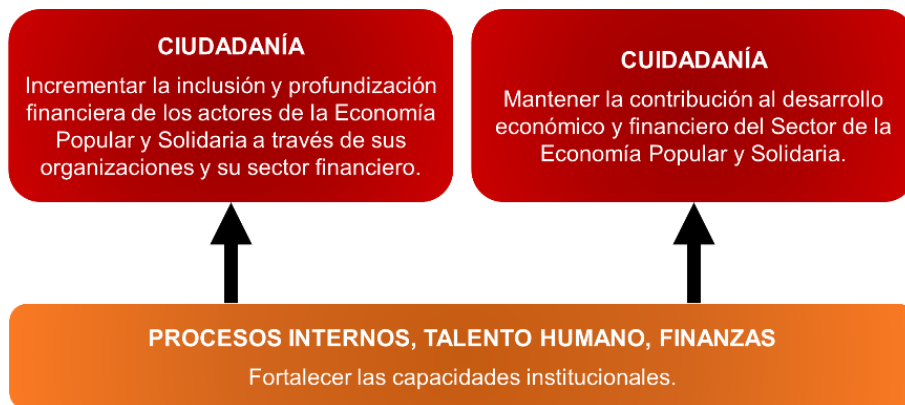 CIUDADANÍA
Incrementar la inclusión y profundización
financiera de los actores de la Economía
Popular y Solidaria a través de sus
organizaciones y su sector financiero.
CUIDADANÍA
Mantener la contribución al desarrollo
económico y financiero del Sector de la
Economía Popular y Solidaria.
PROCESOS INTERNOS, TALENTO HUMANO, FINANZAS
Fortalecer las capacidades institucionales.